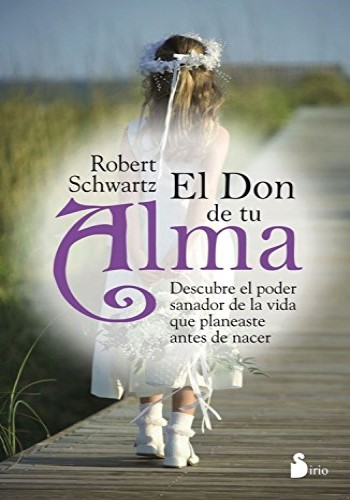 Robert
Schwartz
El Don
de tu
Alma
Descubre el poder
sanador de la vida
que planeaste
antes de nacer
Sirio